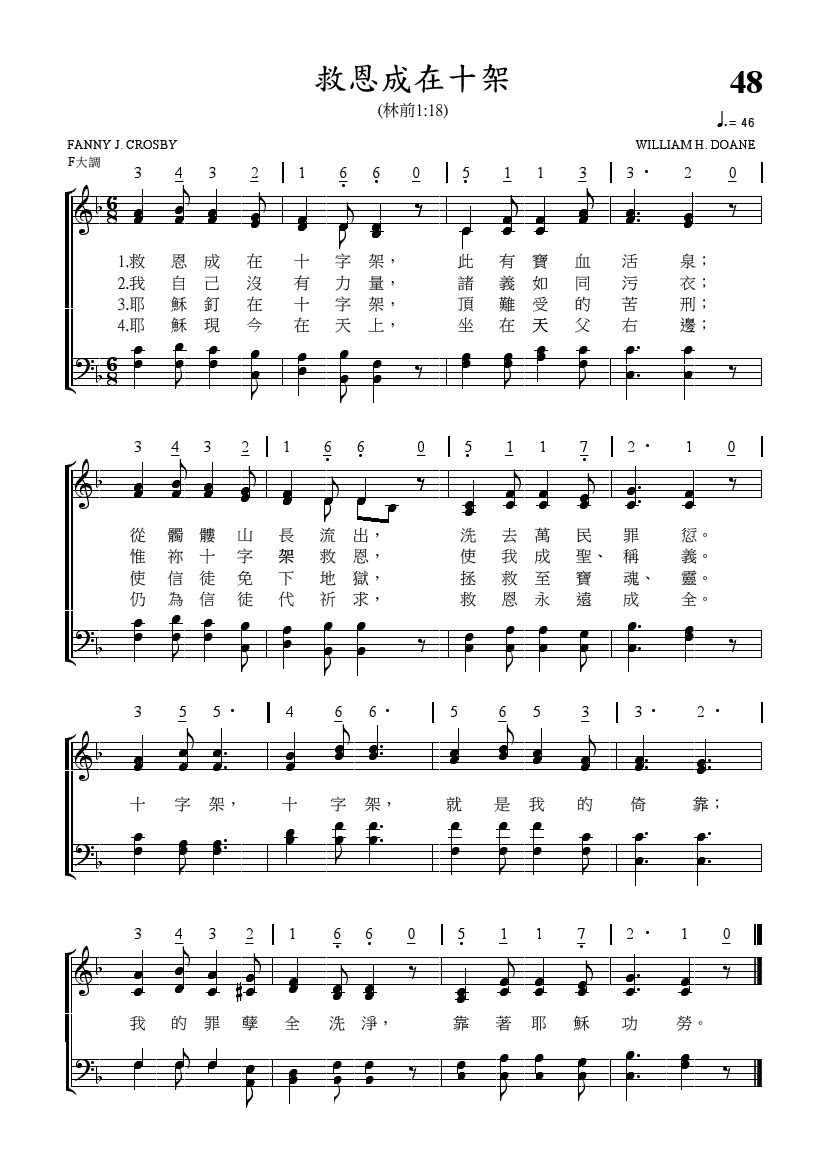 救恩成在十架
48
(林前1:18)
♩. = 46
FANNY J. CROSBY WILLIAM H. DOANE
F大調
3 4 3 2 | 1 6 6 0 | 5 1 1 3 | 3 · 2 0 |
1.救恩成在十字架，此有寶血活泉；
2.我自己沒有力量，諸義如同污衣；
3.耶穌釘在十字架，頂難受的苦刑；
4.耶穌現今在天上，坐在天父右邊；
3 4 3 2 | 1 6 6 0 | 5 1 1 7 | 2 · 1 0 |
從髑髏山長流出，洗去萬民罪愆。
惟祢十字架救恩，使我成聖、稱義。
使信徒免下地獄，拯救至寶魂、靈。
仍為信徒代祈求，救恩永遠成全。
3 5 5 · | 4 6 6 · | 5 6 5 3 | 3 · 2 · |
十字架，十字架，就是我的倚靠；
3 4 3 2 | 1 6 6 0 | 5 1 1 7 | 2 · 1 0
我的罪孽全洗淨，靠著耶穌功勞。